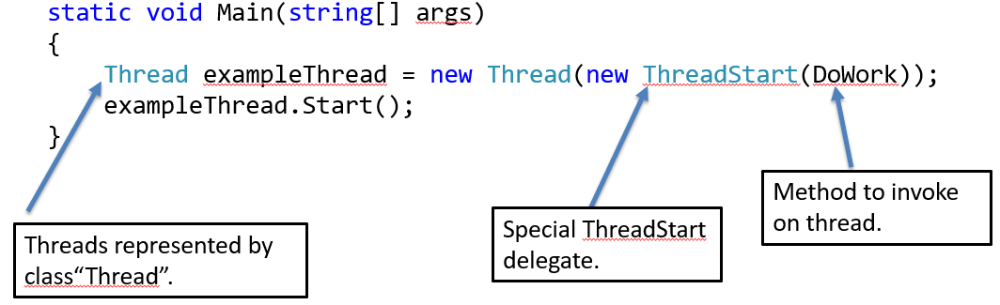 static void Main(string[] args)
{
Thread exampleThread = new Thread(new ThreadStart(DoWork));
exampleThread.Start();
}
Threads represented by
class“Thread”.
Special ThreadStart
delegate.
Method to invoke
on thread.